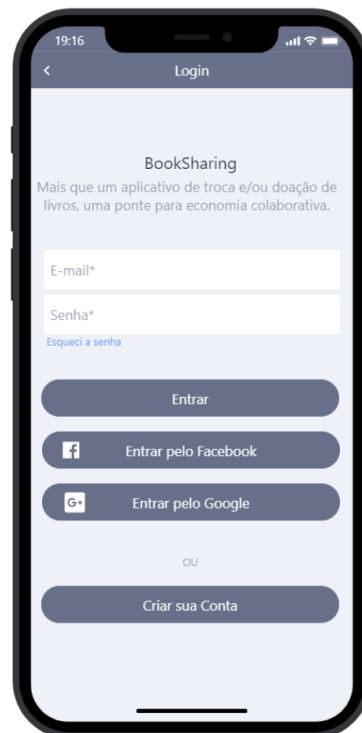 19:16
Login
BookSharing
Mais que um aplicativo de troca e/ou doação de
livros, uma ponte para economia colaborativa.
E-mail*
Senha*
Esqueci a senha
Entrar
Entrar pelo Facebook
G+ Entrar pelo Google
OU
Criar sua Conta